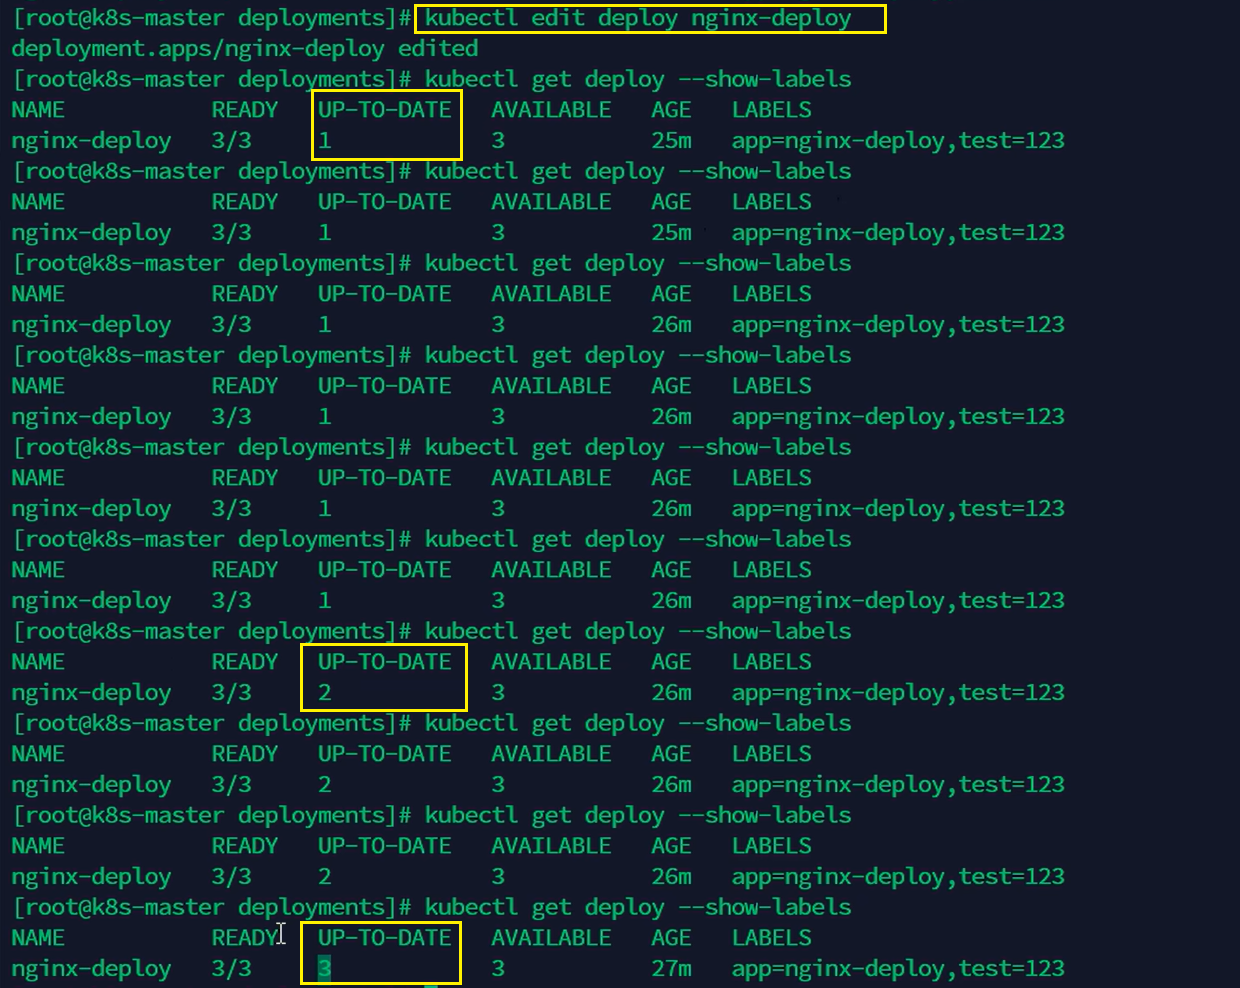 [root@k8s-master deployments]# kubectl edit deploy nginx-deploy
deployment.apps/nginx-deploy edited
[root@k8s-master deployments]# kubectl get deploy --show-labels
NAME READY UP-TO-DATE AVAILABLE AGE LABELS
nginx-deploy 3/3 1 3 25m app=nginx-deploy,test=123
[root@k8s-master deployments]# kubectl get deploy --show-labels
NAME READY UP-TO-DATE AVAILABLE AGE LABELS
nginx-deploy 3/3 1 3 25m app=nginx-deploy,test=123
[root@k8s-master deployments]# kubectl get deploy --show-labels
NAME READY UP-TO-DATE AVAILABLE AGE LABELS
nginx-deploy 3/3 1 3 26m app=nginx-deploy,test=123
[root@k8s-master deployments]# kubectl get deploy --show-labels
NAME READY UP-TO-DATE AVAILABLE AGE LABELS
nginx-deploy 3/3 1 3 26m app=nginx-deploy,test=123
[root@k8s-master deployments]# kubectl get deploy --show-labels
NAME READY UP-TO-DATE AVAILABLE AGE LABELS
nginx-deploy 3/3 1 3 26m app=nginx-deploy,test=123
[root@k8s-master deployments]# kubectl get deploy --show-labels
NAME READY UP-TO-DATE AVAILABLE AGE LABELS
nginx-deploy 3/3 1 3 26m app=nginx-deploy,test=123
[root@k8s-master deployments]# kubectl get deploy --show-labels
NAME READY UP-TO-DATE AVAILABLE AGE LABELS
nginx-deploy 3/3 2 3 26m app=nginx-deploy,test=123
[root@k8s-master deployments]# kubectl get deploy --show-labels
NAME READY UP-TO-DATE AVAILABLE AGE LABELS
nginx-deploy 3/3 2 3 26m app=nginx-deploy,test=123
[root@k8s-master deployments]# kubectl get deploy --show-labels
NAME READY UP-TO-DATE AVAILABLE AGE LABELS
nginx-deploy 3/3 2 3 26m app=nginx-deploy,test=123
[root@k8s-master deployments]# kubectl get deploy --show-labels
NAME READY UP-TO-DATE AVAILABLE AGE LABELS
nginx-deploy 3/3 3 3 27m app=nginx-deploy,test=123